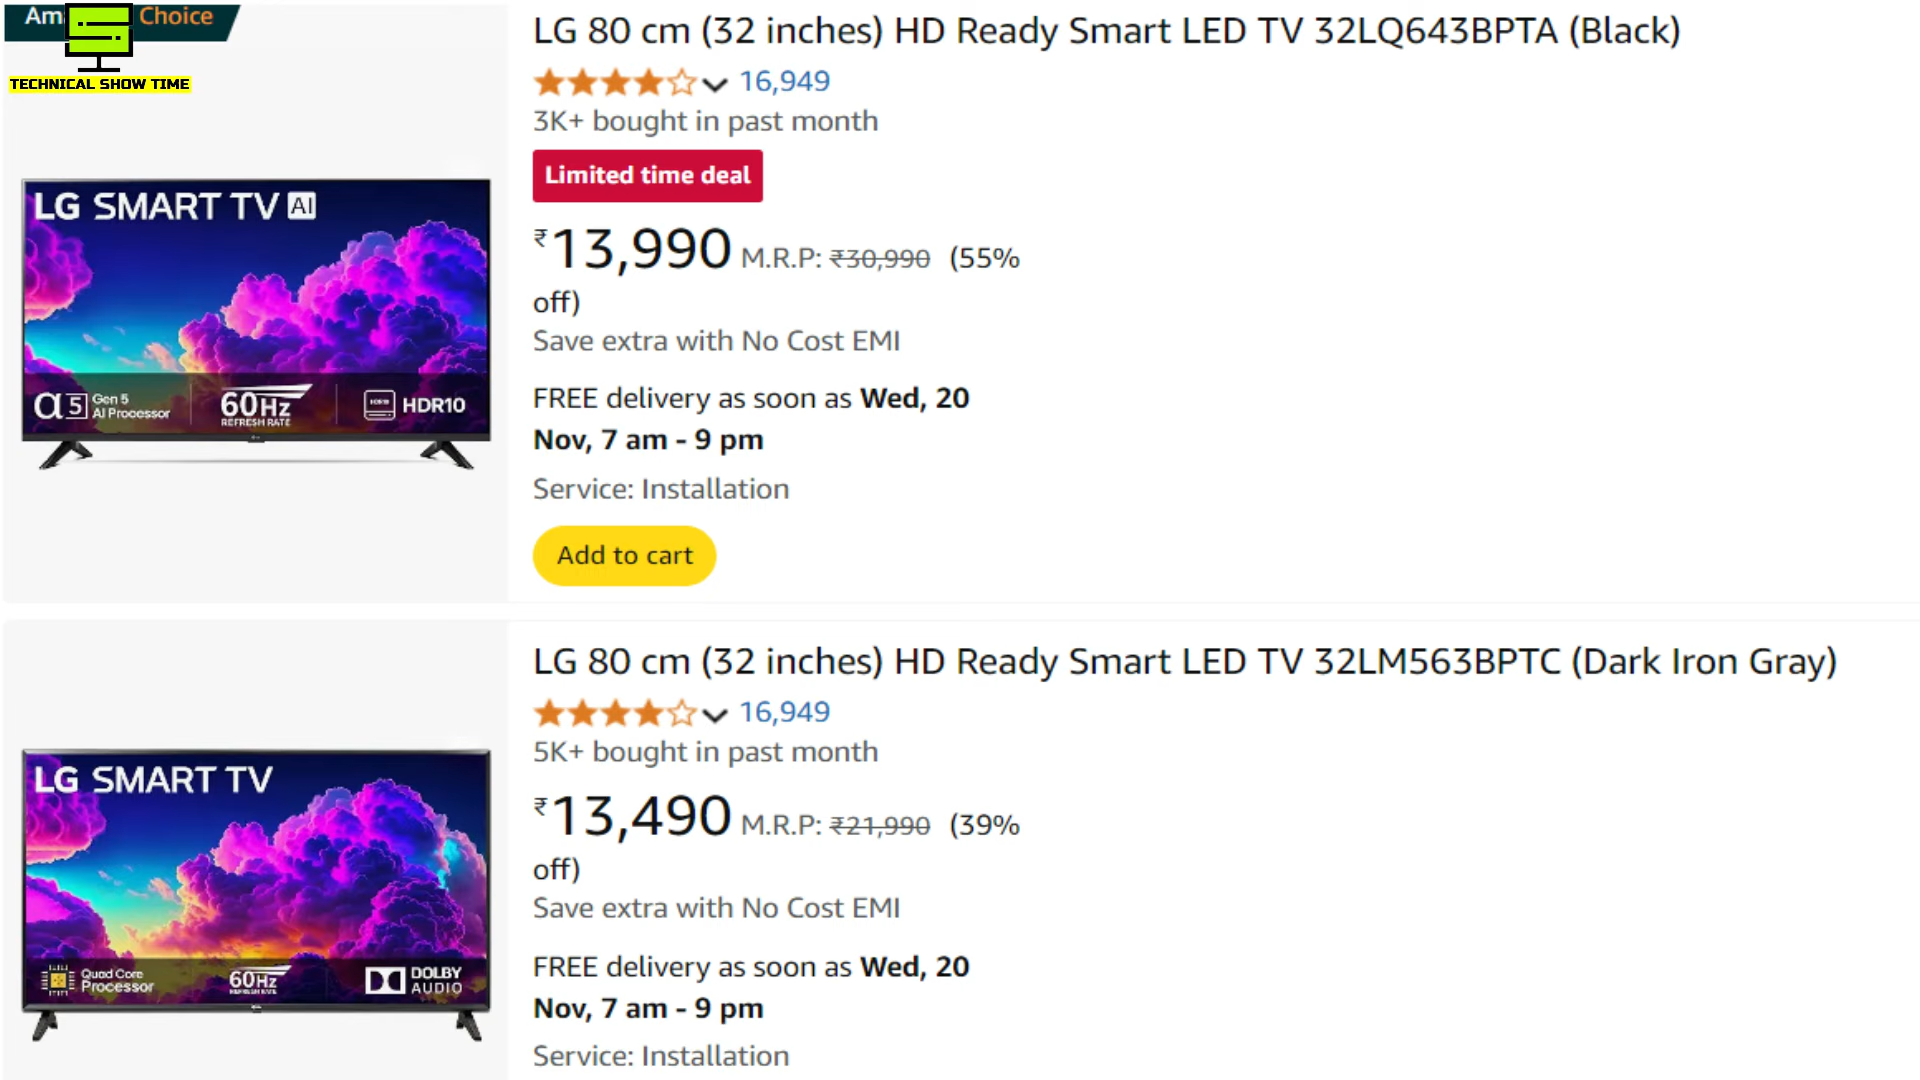 Ama Choice
TECHNICAL SHOW TIME
LG SMART TV AI
α5 Gen 5
AI Processor
60Hz
REFRESH RATE
HDR10
LG 80 cm (32 inches) HD Ready Smart LED TV 32LQ643BPTA (Black)
16,949
3K+ bought in past month
Limited time deal
₹13,990 M.R.P: ₹30,990 (55%
off)
Save extra with No Cost EMI
FREE delivery as soon as Wed, 20
Nov, 7 am - 9 pm
Service: Installation
Add to cart
LG SMART TV
Quad Core
Processor
60Hz
REFRESH RATE
DOLBY
AUDIO
LG 80 cm (32 inches) HD Ready Smart LED TV 32LM563BPTC (Dark Iron Gray)
16,949
5K+ bought in past month
₹13,490 M.R.P: ₹21,990 (39%
off)
Save extra with No Cost EMI
FREE delivery as soon as Wed, 20
Nov, 7 am - 9 pm
Service: Installation